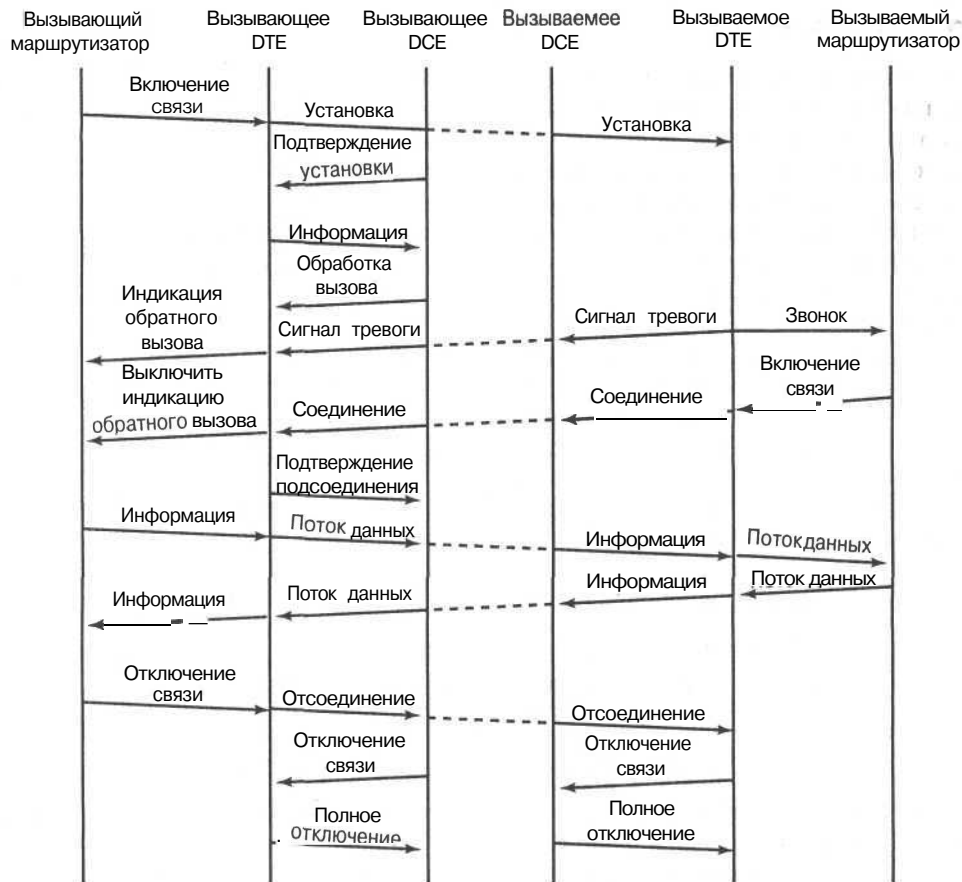 Вызывающий
маршрутизатор
Вызывающее
DTE
Вызывающее
DCE
Вызываемее
DCE
Вызываемое
DTE
Вызываемый
маршрутизатор
Включение
связи
Установка
Установка
Подтверждение
установки
Информация
Обработка
вызова
Индикация
обратного
вызова
Сигнал тревоги
Сигнал тревоги
Звонок
Выключить
индикацию
обратного вызова
Соединение
Соединение
Включение
связи
Подтверждение
подсоединения
Информация
Поток данных
Информация
Потокданных
Информация
Поток данных
Информация
Поток данных
Отключение
связи
Отсоединение
Отсоединение
Отключение
связи
Отключение
связи
Полное
отключение
Полное
отключение